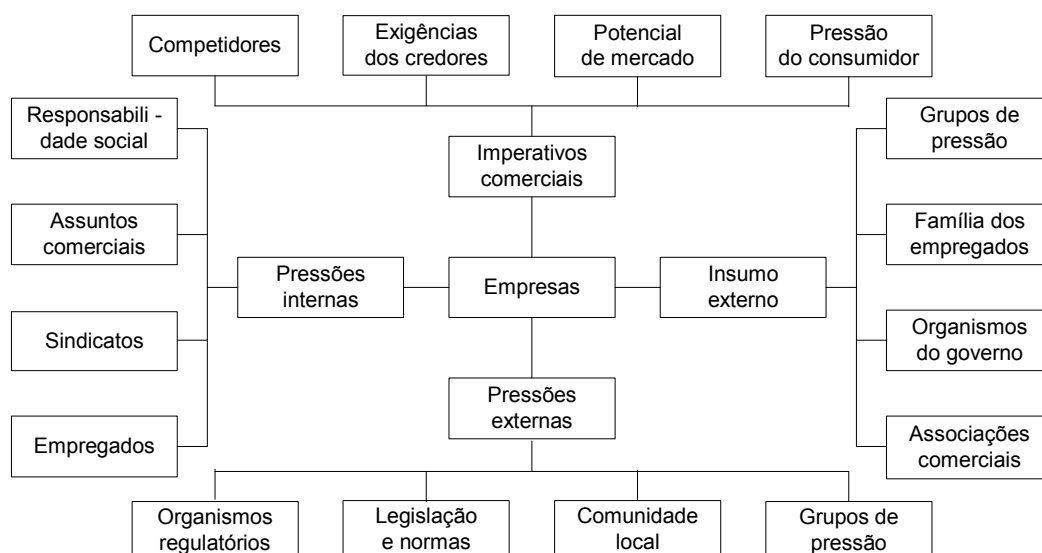 Competidores
Exigências
dos credores
Potencial
de mercado
Pressão
do consumidor
Responsabili -
dade social
Grupos de
pressão
Imperativos
comerciais
Assuntos
comerciais
Família dos
empregados
Pressões
internas
Empresas
Insumo
externo
Sindicatos
Organismos
do governo
Pressões
externas
Empregados
Associações
comerciais
Organismos
regulatórios
Legislação
e normas
Comunidade
local
Grupos de
pressão